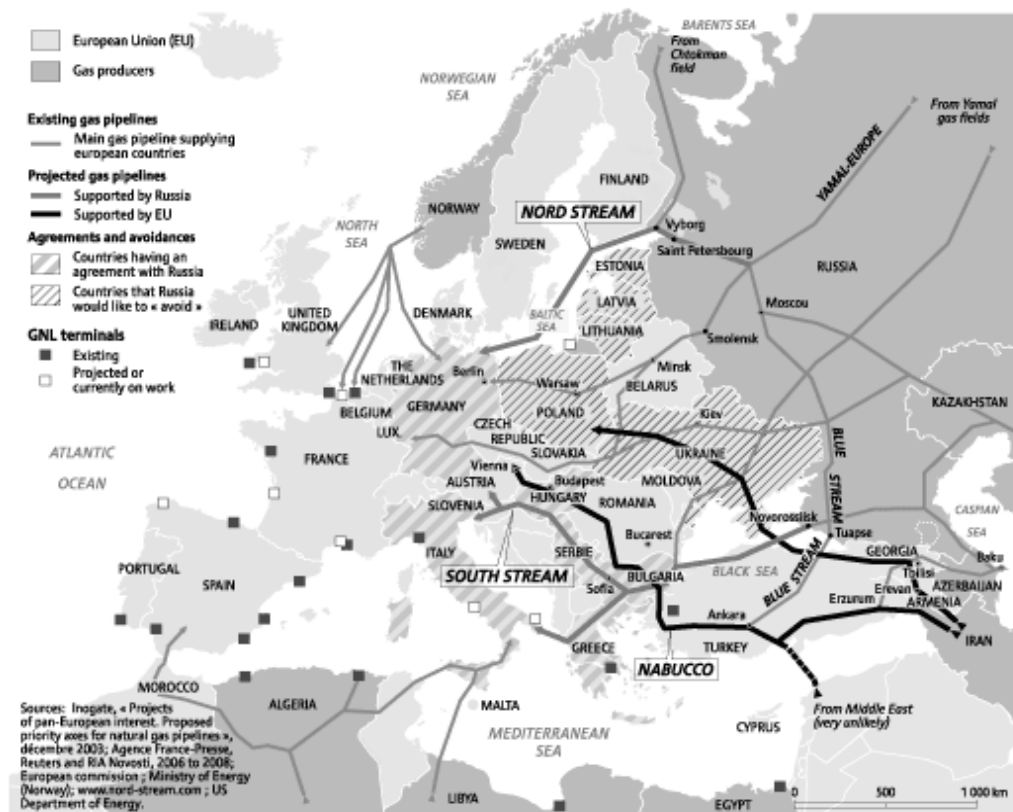 European Union (EU)
Gas producers
Existing gas pipelines
Main gas pipeline supplying
european countries
Projected gas pipelines
Supported by Russia
Supported by EU
Agreements and avoidances
Countries having an
agreement with Russia
Countries that Russia
would like to « avoid »
GNL terminals
Existing
Projected or
currently on work
BARENTS SEA
From
Chtokman
field
NORWEGIAN
SEA
From Yamal
gas fields
YAMAL-EUROPE
FINLAND
NORWAY
NORD STREAM
NORTH
SEA
SWEDEN
Vyborg
Saint Petersbourg
ESTONIA
RUSSIA
LATVIA
Moscou
IRELAND
UNITED
KINGDOM
DENMARK
BALTIC
SEA
LITHUANIA
Smolensk
THE
NETHERLANDS
Berlin
Warsaw
Minsk
BELARUS
BELGIUM
GERMANY
POLAND
Kiev
KAZAKHSTAN
LUX
CZECH
REPUBLIC
SLOVAKIA
UKRAINE
BLUE STREAM
ATLANTIC
OCEAN
FRANCE
Vienna
AUSTRIA
Budapest
HUNGARY
MOLDOVA
ROMANIA
SLOVENIA
Novorossiisk
CASPIAN
SEA
Bucarest
Tuapse
PORTUGAL
SPAIN
ITALY
SERBIE
SOUTH STREAM
Sofia
BULGARIA
BLACK SEA
BLUE STREAM
GEORGIA
Tbilisi
Baku
AZERBAIJAN
Erevan
ARMENIA
Ankara
Erzurum
GREECE
TURKEY
IRAN
NABUCCO
MOROCCO
ALGERIA
MALTA
CYPRUS
From Middle East
(very unlikely)
MEDITERRANEAN
SEA
LIBYA
EGYPT
0
1 000 km
Sources: Inogate, « Projects
of pan-European interest. Proposed
priority axes for natural gas pipelines »,
décembre 2003; Agence France-Presse,
Reuters and RIA Novosti, 2006 to 2008;
European commission ; Ministry of Energy
(Norway); www.nord-stream.com ; US
Department of Energy.